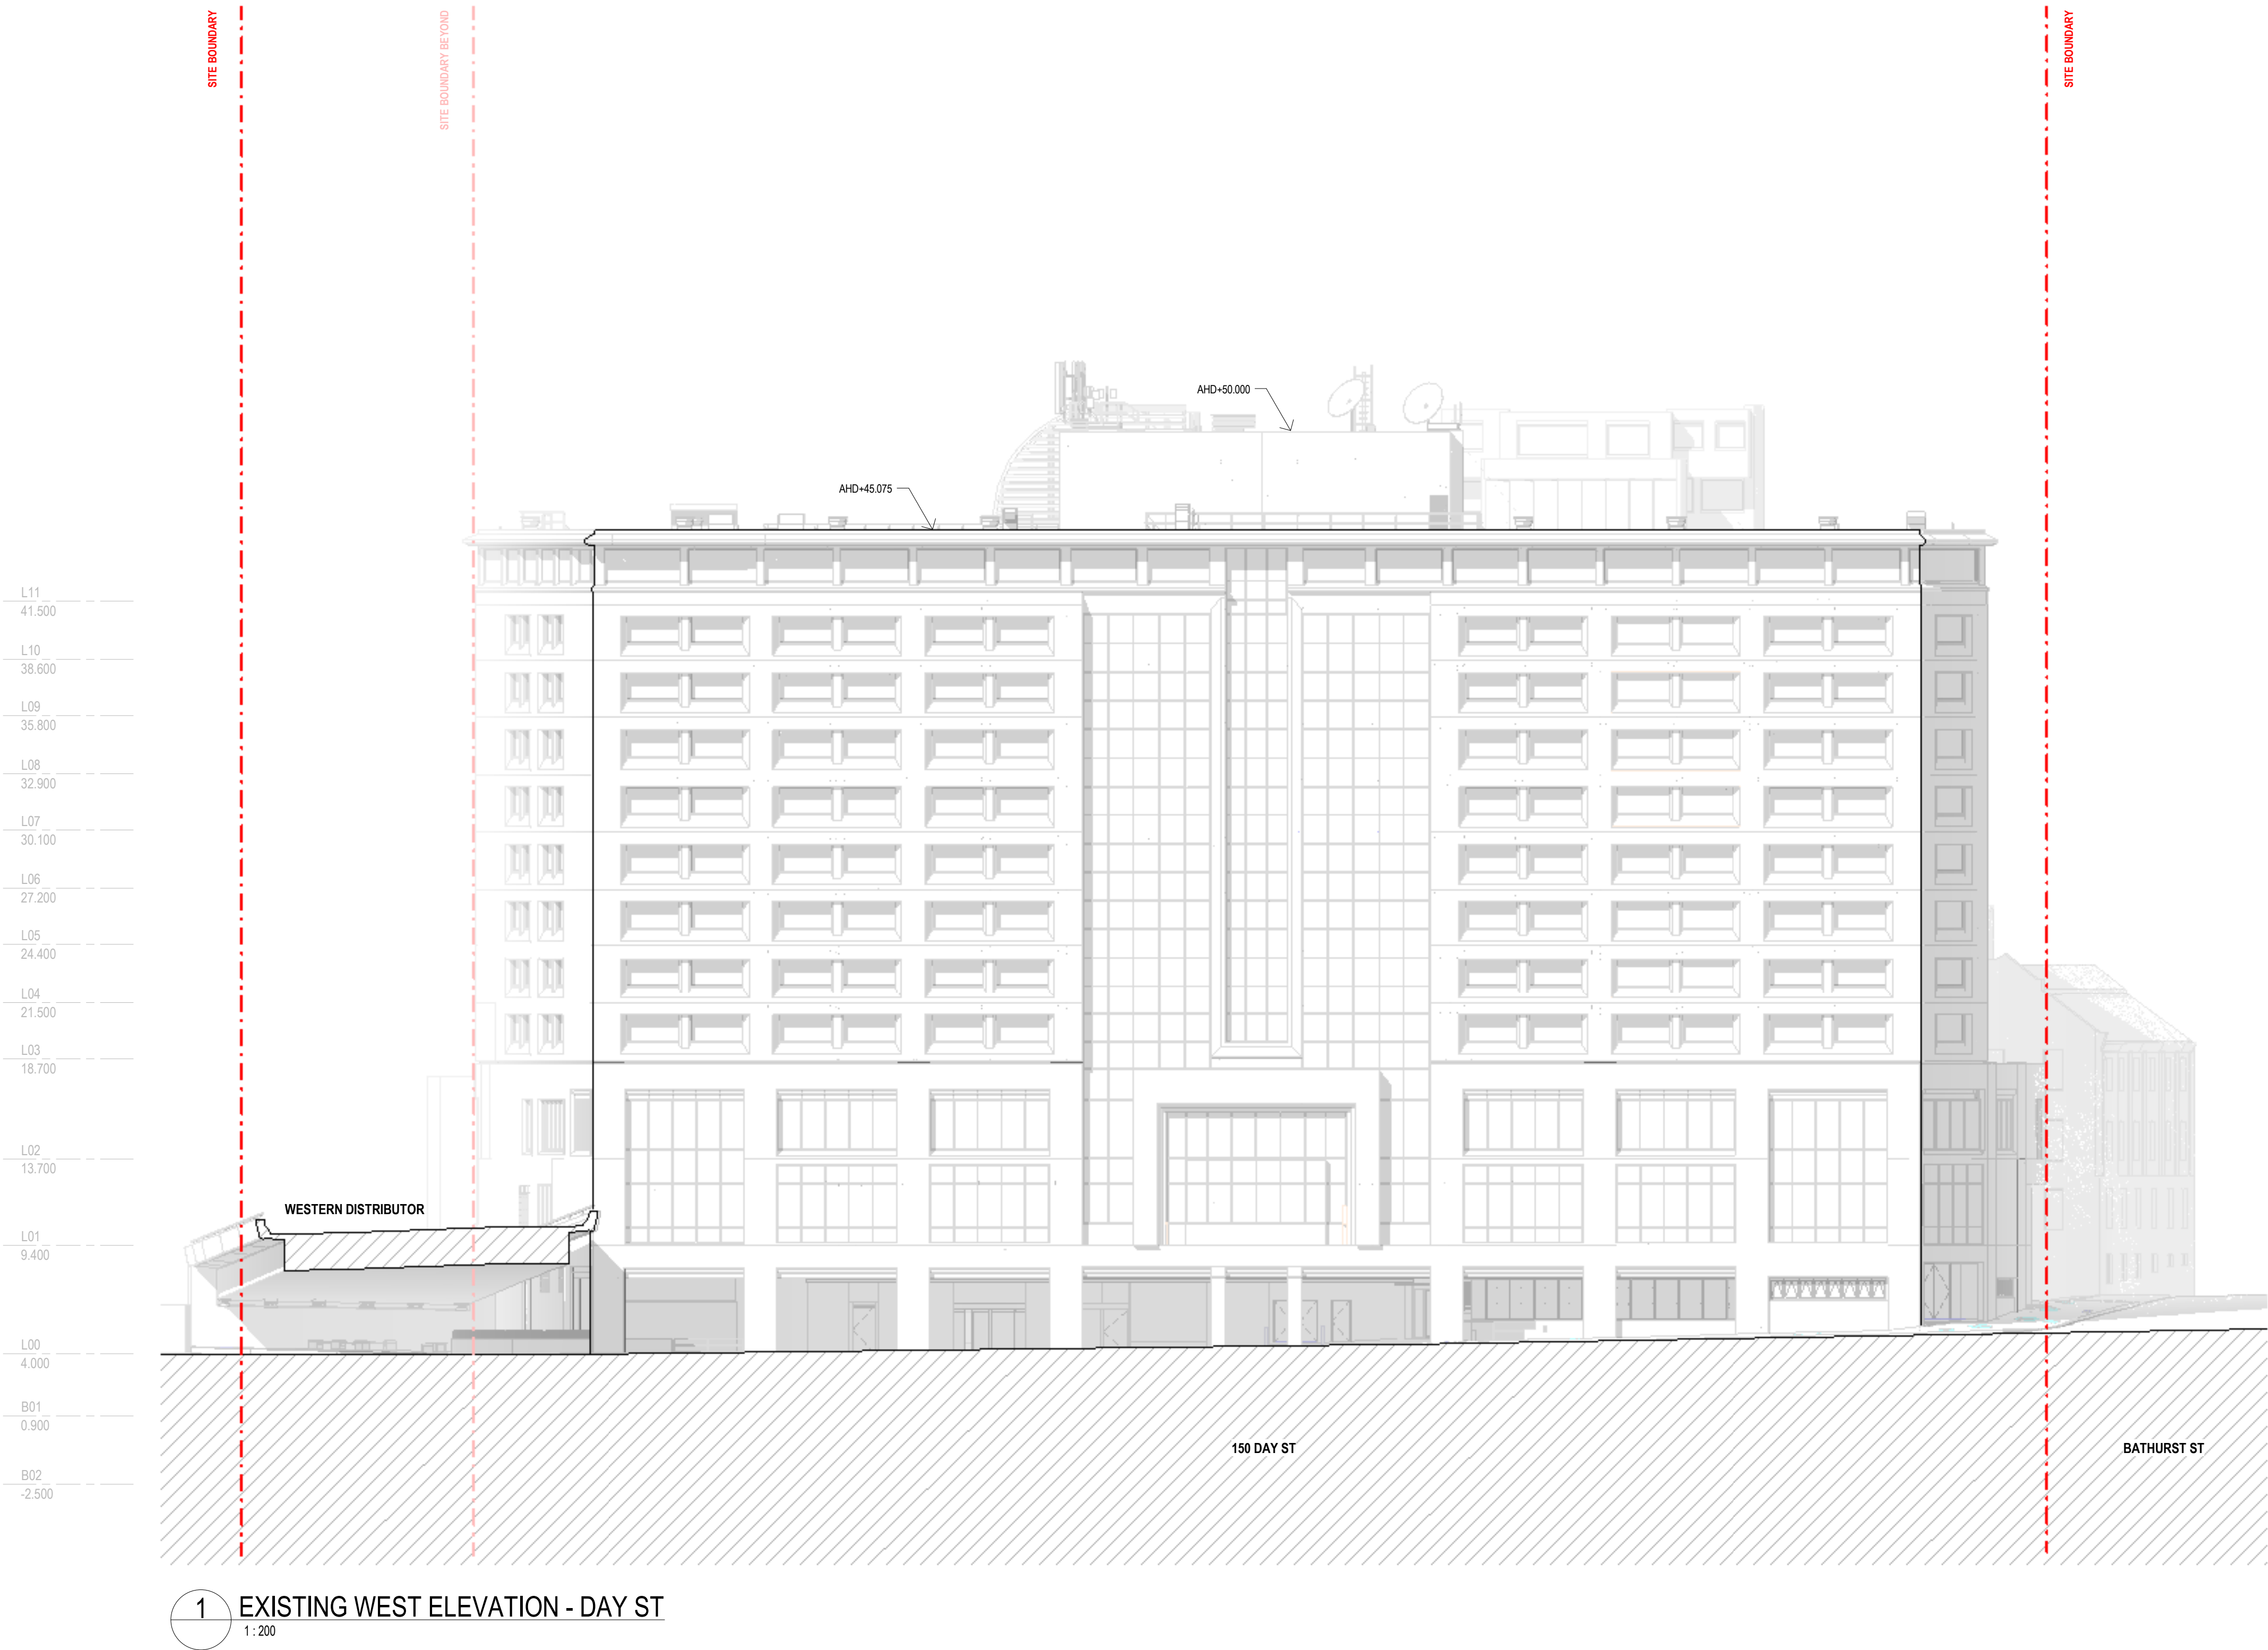 SITE BOUNDARY
SITE BOUNDARY BEYOND
SITE BOUNDARY
AHD+50.000
AHD+45.075
L11
41.500
L10
38.600
L09
35.800
L08
32.900
L07
30.100
L06
27.200
L05
24.400
L04
21.500
L03
18.700
L02
13.700
WESTERN DISTRIBUTOR
L01
9.400
L00
4.000
B01
0.900
150 DAY ST
BATHURST ST
B02
-2.500
1
EXISTING WEST ELEVATION - DAY ST
1 : 200